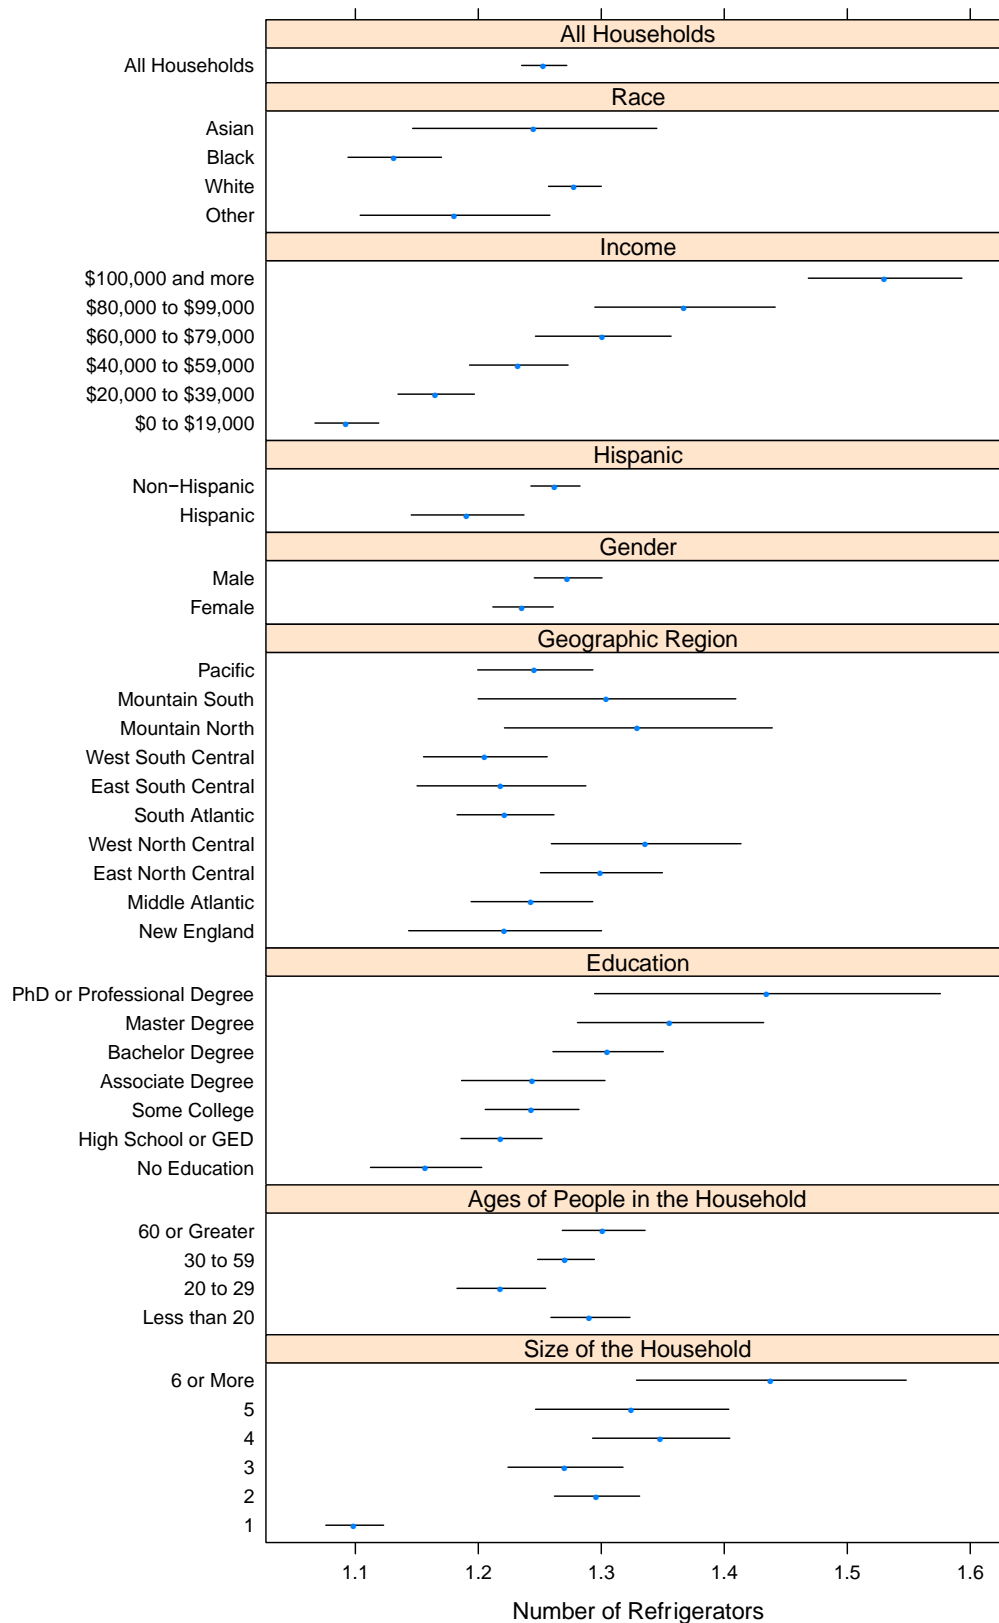 All Households
All Households
Race
Asian
Black
White
Other
Income
$100,000 and more
$80,000 to $99,000
$60,000 to $79,000
$40,000 to $59,000
$20,000 to $39,000
$0 to $19,000
Hispanic
Non−Hispanic
Hispanic
Gender
Male
Female
Geographic Region
Pacific
Mountain South
Mountain North
West South Central
East South Central
South Atlantic
West North Central
East North Central
Middle Atlantic
New England
Education
PhD or Professional Degree
Master Degree
Bachelor Degree
Associate Degree
Some College
High School or GED
No Education
Ages of People in the Household
60 or Greater
30 to 59
20 to 29
Less than 20
Size of the Household
6 or More
5
4
3
2
1
1.1 1.2 1.3 1.4 1.5 1.6
Number of Refrigerators